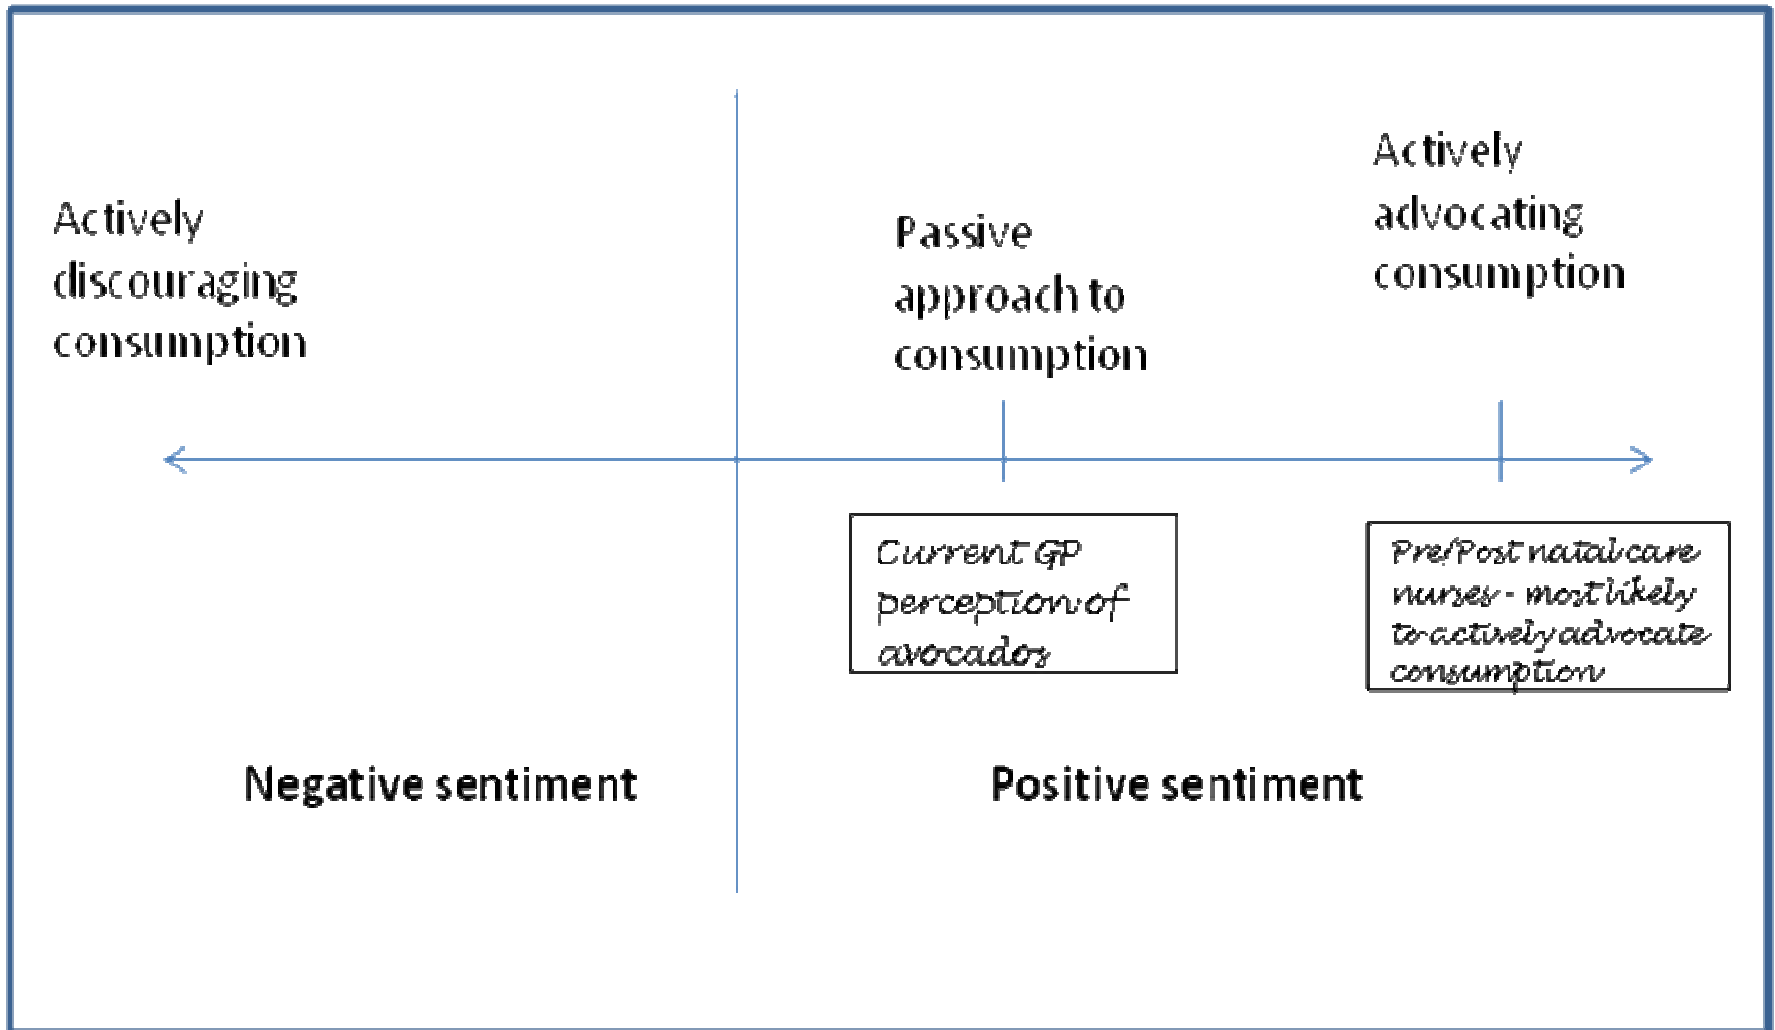 Actively
discouraging
consumption
Passive
approach to
consumption
Actively
advocating
consumption
Current GP
perception of
avocados
Pre/Post natal care
nurses - most likely
to actively advocate
consumption
Negative sentiment
Positive sentiment